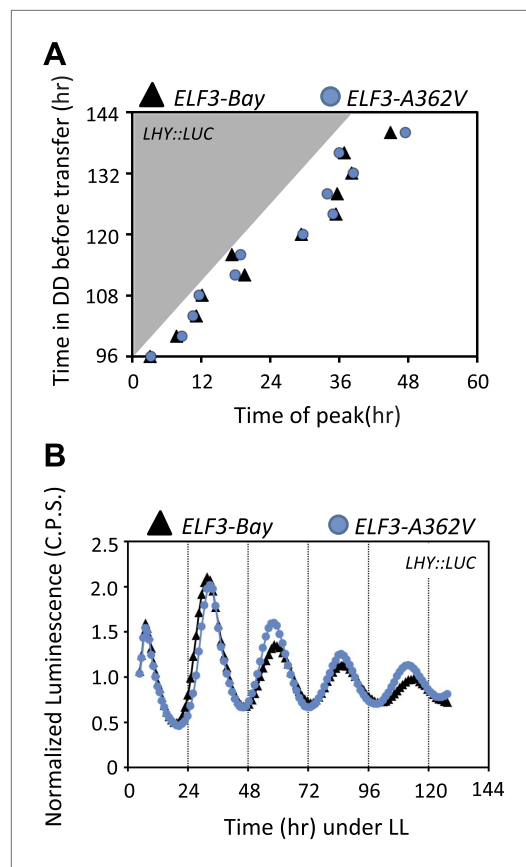 A
ELF3-Bay ELF3-A362V
LHY::LUC
Time in DD before transfer (hr)
144
132
120
108
96
0 12 24 36 48 60
Time of peak(hr)
B
ELF3-Bay ELF3-A362V
LHY::LUC
Normalized Luminescence (C.P.S.)
2.5
2.0
1.5
1.0
0.5
0
0 24 48 72 96 120 144
Time (hr) under LL